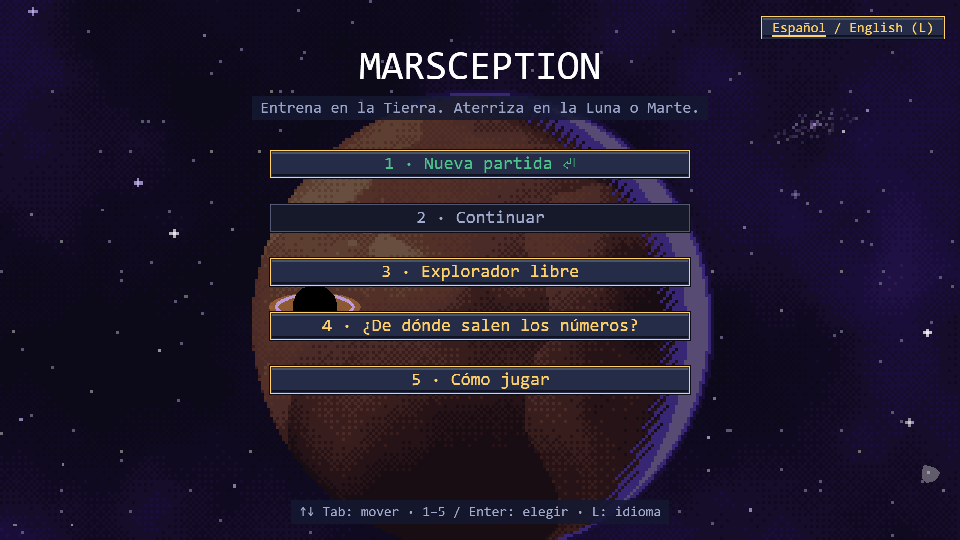 Español / English (L)
MARSCEPTION
Entrena en la Tierra. Aterriza en la Luna o Marte.
1 · Nueva partida ⏎
2 · Continuar
3 · Explorador libre
4 · ¿De dónde salen los números?
5 · Cómo jugar
↑↓ Tab: mover · 1–5 / Enter: elegir · L: idioma